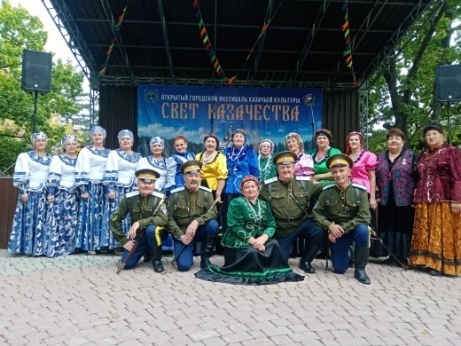 ОТКРЫТЫЙ ГОРОДСКОЙ ФЕСТИВАЛЬ КАЗАЧЬЕЙ КУЛЬТУРЫ
СВЕТ КАЗАЧЕСТВА